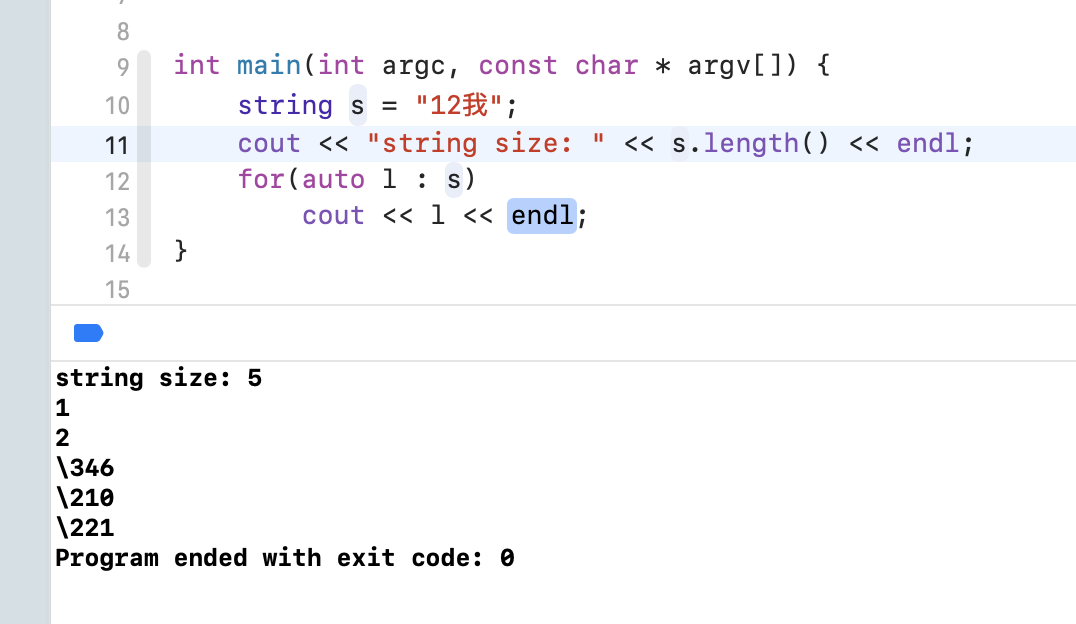 8
9 int main(int argc, const char * argv[]) {
10 string s = "12我";
11 cout << "string size: " << s.length() << endl;
12 for(auto l : s)
13 cout << l << endl;
14 }
15
string size: 5
1
2
\346
\210
\221
Program ended with exit code: 0